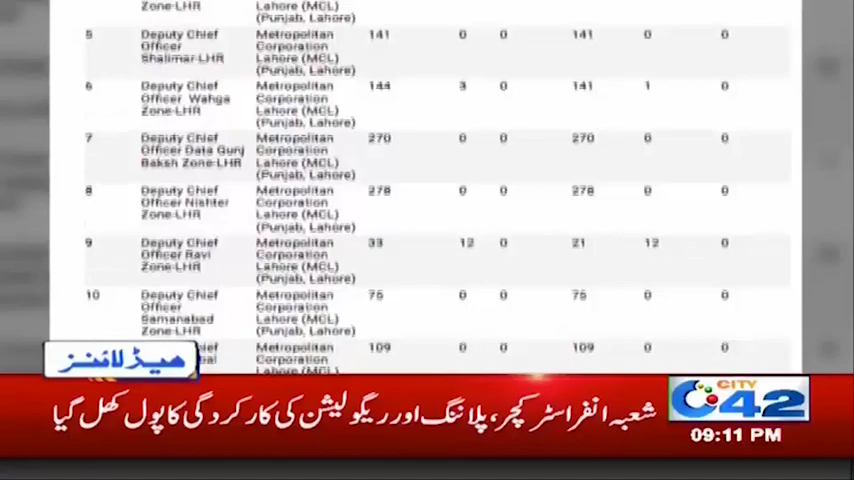 Zone-LHR Lahore (MCL)
(Punjab, Lahore)
5 Deputy Chief Metropolitan 141 0 0 141 0 0
Officer Corporation
Shalimar-LHR Lahore (MCL)
(Punjab, Lahore)
6 Deputy Chief Metropolitan 144 3 0 141 1 0
Officer Wahga Corporation
Zone-LHR Lahore (MCL)
(Punjab, Lahore)
7 Deputy Chief Metropolitan 270 0 0 270 0 0
Officer Data Gunj Corporation
Baksh Zone-LHR Lahore (MCL)
(Punjab, Lahore)
8 Deputy Chief Metropolitan 278 0 0 278 0 0
Officer Nishter Corporation
Zone-LHR Lahore (MCL)
(Punjab, Lahore)
9 Deputy Chief Metropolitan 33 12 0 21 12 0
Officer Ravi Corporation
Zone-LHR Lahore (MCL)
(Punjab, Lahore)
10 Deputy Chief Metropolitan 75 0 0 75 0 0
Officer Corporation
Samanabad Lahore (MCL)
Zone-LHR (Punjab, Lahore)
Metropolitan 109 0 0 109 0 0
Corporation
Lahore (MCL)
ہیڈلائنز
شعبہ انفراسٹرکچر، پلاننگ اور ریگولیشن کی کارکردگی کا پول کھل گیا
CITY
42
09:11 PM